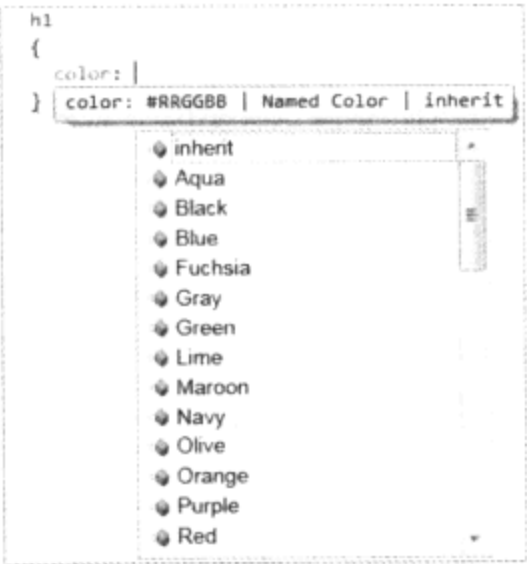 h1
{
color:
} color: #RRGGBB | Named Color | inherit
inherit
Aqua
Black
Blue
Fuchsia
Gray
Green
Lime
Maroon
Navy
Olive
Orange
Purple
Red